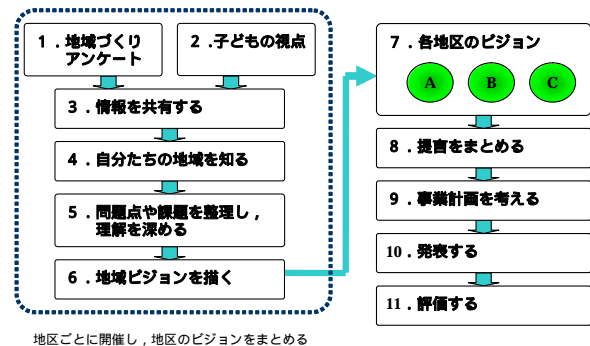 1．地域づくり
アンケート
2．子どもの視点
3．情報を共有する
4．自分たちの地域を知る
5．問題点や課題を整理し，
理解を深める
6．地域ビジョンを描く
地区ごとに開催し，地区のビジョンをまとめる
7．各地区のビジョン
A
B
C
8．提言をまとめる
9．事業計画を考える
10．発表する
11．評価する